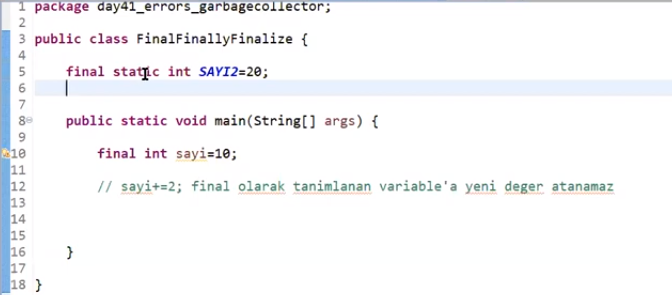 1 package day41_errors_garbagecollector;
2
3 public class FinalFinallyFinalize {
4
5 final static int SAYI2=20;
6
7
8 public static void main(String[] args) {
9
10 final int sayi=10;
11
12 // sayi+=2; final olarak tanimlanan variable'a yeni deger atanamaz
13
14
15
16 }
17
18 }